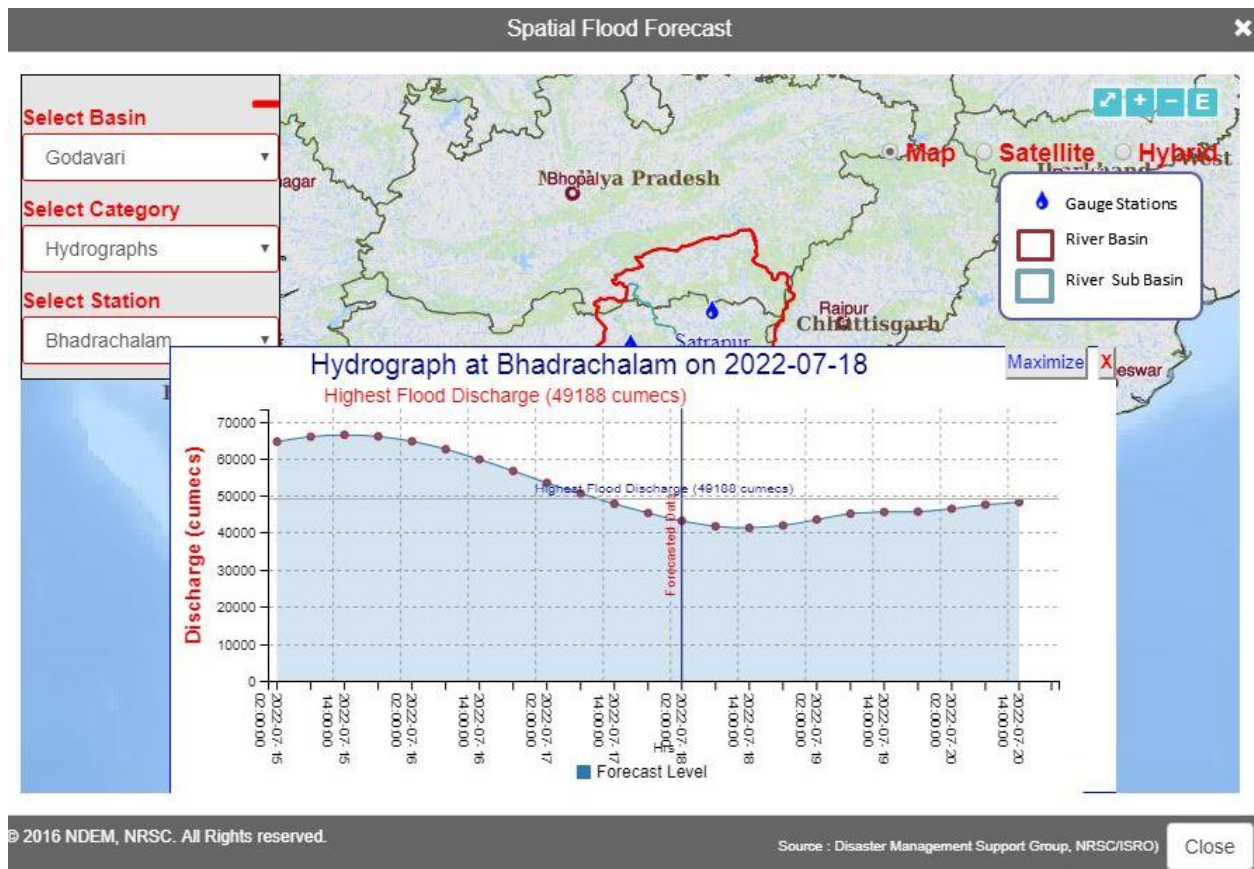 Spatial Flood Forecast
×
Select Basin
Godavari
Select Category
Hydrographs
Select Station
Bhadrachalam
agar
Bhopal
ya Pradesh
Map
Satellite
Hybrid
West
Gauge Stations
River Basin
River Sub Basin
Raipur
Chhattisgarh
Satrapur
eswar
Hydrograph at Bhadrachalam on 2022-07-18
Maximize
X
Highest Flood Discharge (49188 cumecs)
Discharge (cumecs)
70000
60000
50000
40000
30000
20000
10000
0
Highest Flood Discharge (49188 cumecs)
Forecasted Data
2022-07-15 02:00:00
2022-07-15 14:00:00
2022-07-16 02:00:00
2022-07-16 14:00:00
2022-07-17 02:00:00
2022-07-17 14:00:00
2022-07-18 02:00:00
2022-07-18 14:00:00
2022-07-19 02:00:00
2022-07-19 14:00:00
2022-07-20 02:00:00
2022-07-20 14:00:00
Hrs
Forecast Level
© 2016 NDEM, NRSC. All Rights reserved.
Source : Disaster Management Support Group, NRSC/ISRO)
Close
E